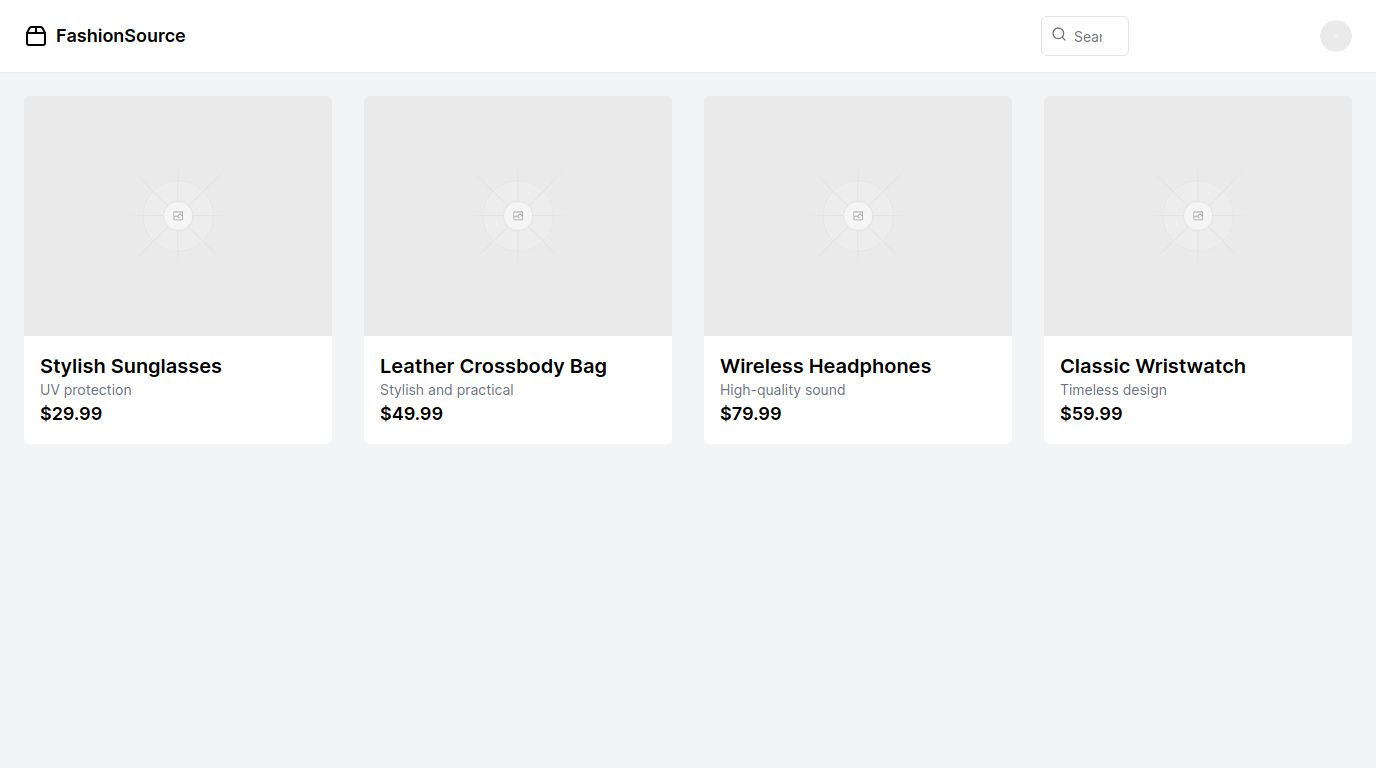 FashionSource
Sear
Stylish Sunglasses
UV protection
$29.99
Leather Crossbody Bag
Stylish and practical
$49.99
Wireless Headphones
High-quality sound
$79.99
Classic Wristwatch
Timeless design
$59.99